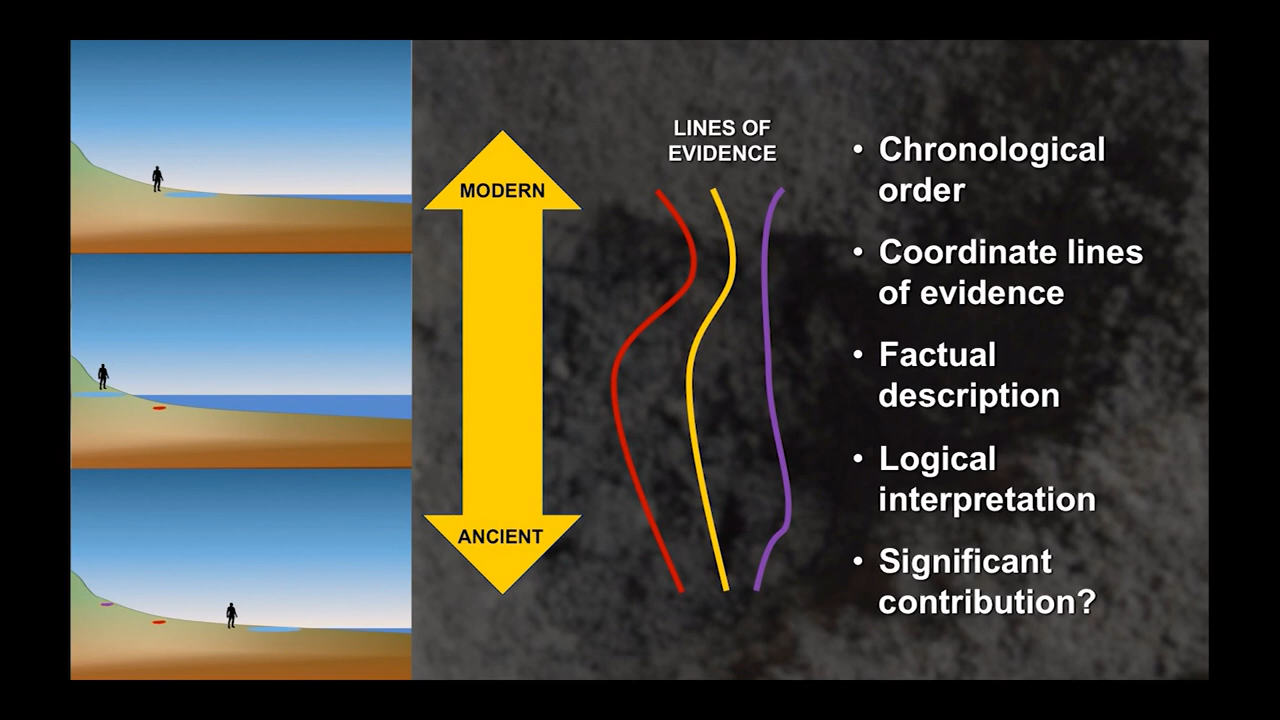 MODERN
ANCIENT
LINES OF
EVIDENCE
• Chronological
order
• Coordinate lines
of evidence
• Factual
description
• Logical
interpretation
• Significant
contribution?